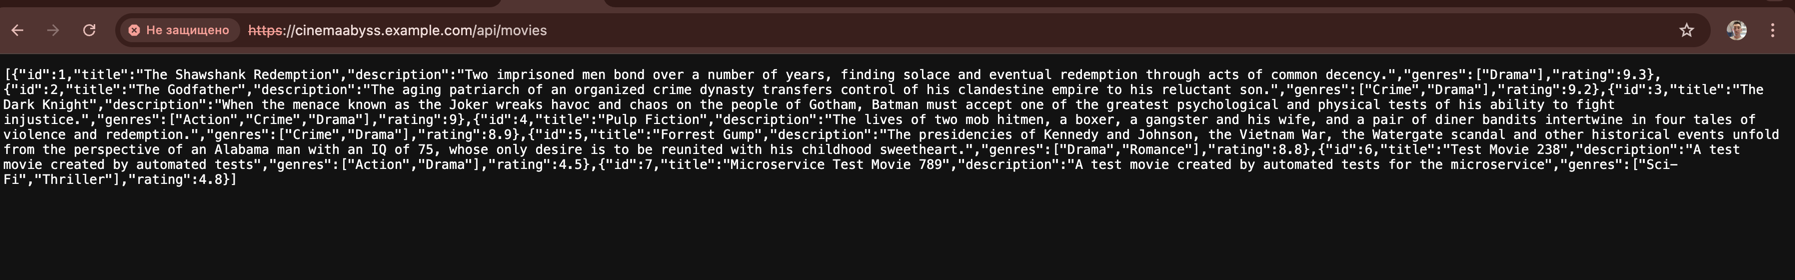 Не защищено https://cinemaabyss.example.com/api/movies
[{"id":1,"title":"The Shawshank Redemption","description":"Two imprisoned men bond over a number of years, finding solace and eventual redemption through acts of common decency.","genres":["Drama"],"rating":9.3},
{"id":2,"title":"The Godfather","description":"The aging patriarch of an organized crime dynasty transfers control of his clandestine empire to his reluctant son.","genres":["Crime","Drama"],"rating":9.2},{"id":3,"title":"The
Dark Knight","description":"When the menace known as the Joker wreaks havoc and chaos on the people of Gotham, Batman must accept one of the greatest psychological and physical tests of his ability to fight
injustice.","genres":["Action","Crime","Drama"],"rating":9},{"id":4,"title":"Pulp Fiction","description":"The lives of two mob hitmen, a boxer, a gangster and his wife, and a pair of diner bandits intertwine in four tales of
violence and redemption.","genres":["Crime","Drama"],"rating":8.9},{"id":5,"title":"Forrest Gump","description":"The presidencies of Kennedy and Johnson, the Vietnam War, the Watergate scandal and other historical events unfold
from the perspective of an Alabama man with an IQ of 75, whose only desire is to be reunited with his childhood sweetheart.","genres":["Drama","Romance"],"rating":8.8},{"id":6,"title":"Test Movie 238","description":"A test
movie created by automated tests","genres":["Action","Drama"],"rating":4.5},{"id":7,"title":"Microservice Test Movie 789","description":"A test movie created by automated tests for the microservice","genres":["Sci-
Fi","Thriller"],"rating":4.8}]